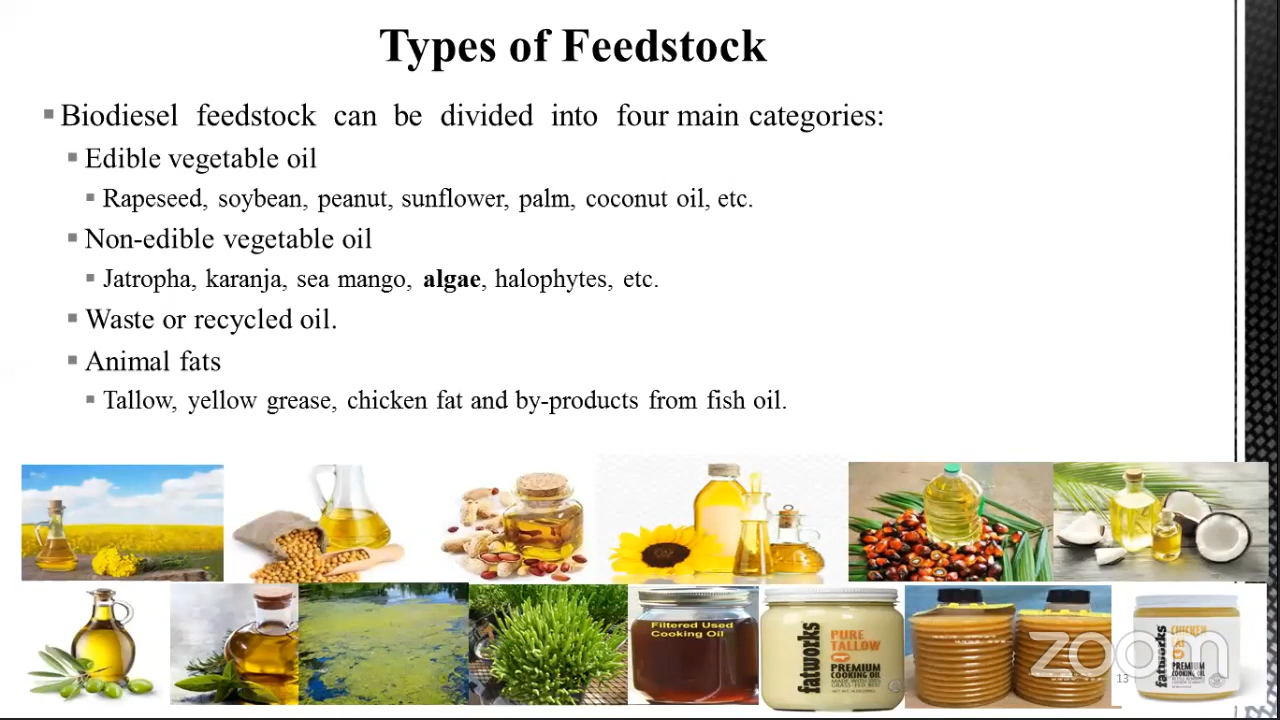 Types of Feedstock
Biodiesel feedstock can be divided into four main categories:
Edible vegetable oil
Rapeseed, soybean, peanut, sunflower, palm, coconut oil, etc.
Non-edible vegetable oil
Jatropha, karanja, sea mango, algae, halophytes, etc.
Waste or recycled oil.
Animal fats
Tallow, yellow grease, chicken fat and by-products from fish oil.
Filtered Used
Cooking Oil
fatworks
PURE
TALLOW
PREMIUM
COOKING OIL
fatworks
CHICKEN
PREMIUM
COOKING OIL
zoom
13